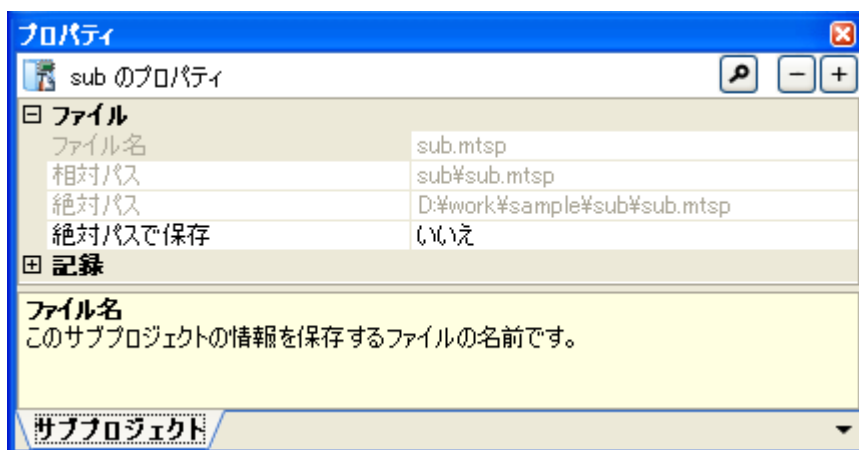 プロパティ
sub のプロパティ
ファイル
ファイル名 sub.mtsp
相対パス sub¥sub.mtsp
絶対パス D:¥work¥sample¥sub¥sub.mtsp
絶対パスで保存 いいえ
記録
ファイル名
このサブプロジェクトの情報を保存するファイルの名前です。
サブプロジェクト